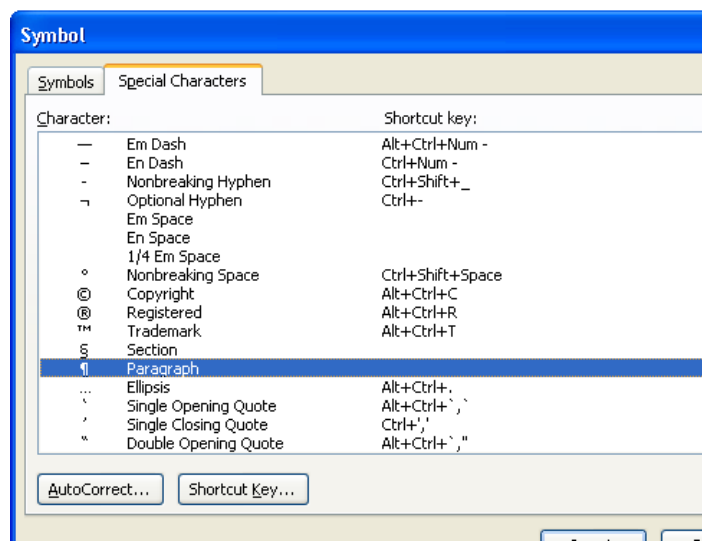 Symbol
Symbols Special Characters
Character: Shortcut key:
— Em Dash Alt+Ctrl+Num -
– En Dash Ctrl+Num -
- Nonbreaking Hyphen Ctrl+Shift+_
¬ Optional Hyphen Ctrl+-
Em Space
En Space
1/4 Em Space
° Nonbreaking Space Ctrl+Shift+Space
© Copyright Alt+Ctrl+C
® Registered Alt+Ctrl+R
™ Trademark Alt+Ctrl+T
§ Section
¶ Paragraph
… Ellipsis Alt+Ctrl+.
‘ Single Opening Quote Alt+Ctrl+`,`
’ Single Closing Quote Ctrl+','
“ Double Opening Quote Alt+Ctrl+`,"
AutoCorrect... Shortcut Key...